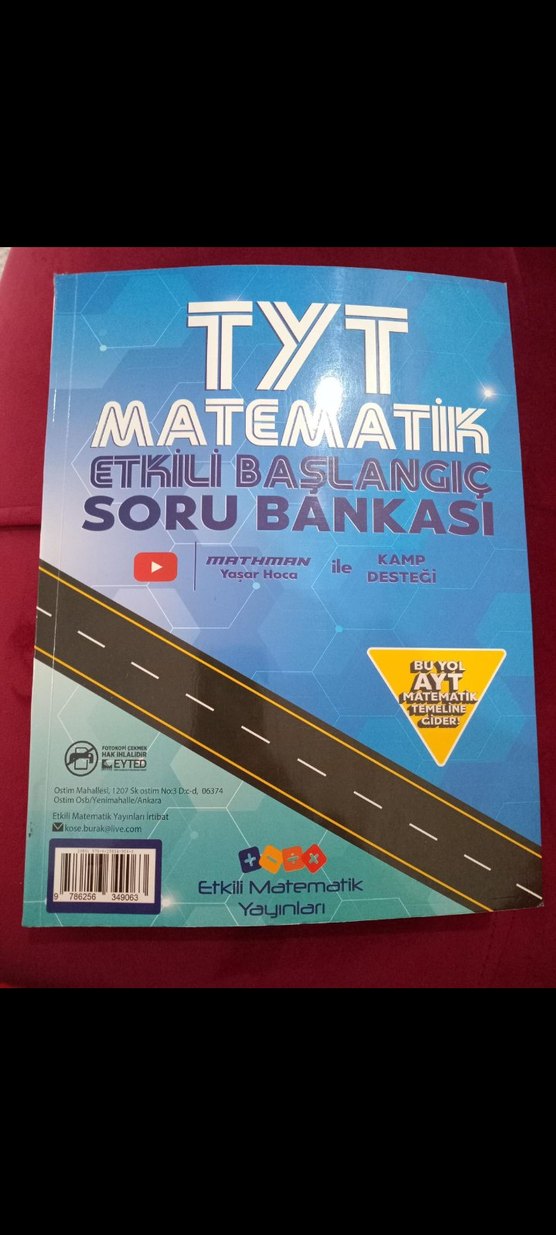 TYT
MATEMATİK
ETKİLİ BAŞLANGIÇ
SORU BANKASI
MATHMAN
Yaşar Hoca
ile
KAMP
DESTEĞİ
BU YOL
AYT
MATEMATİK
TEMELİNE
GİDER!
FOTOKOPİ ÇEKMEK
HAK İHLALİDİR
EYTED
Ostim Mahallesi, 1207 Sk ostim No:3 D:c-d, 06374
Ostim Osb/Yenimahalle/Ankara
Etkili Matematik Yayınları İrtibat
kose.burak@live.com
9 786256 349063
Etkili Matematik
Yayınları